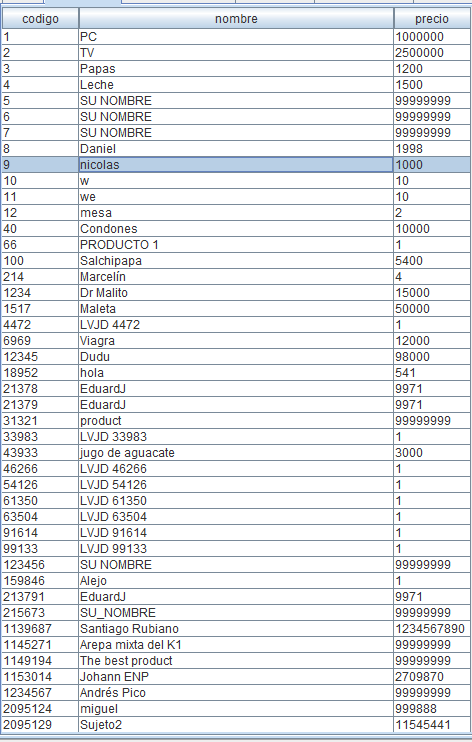 codigo nombre precio
1 PC 1000000
2 TV 2500000
3 Papas 1200
4 Leche 1500
5 SU NOMBRE 99999999
6 SU NOMBRE 99999999
7 SU NOMBRE 99999999
8 Daniel 1998
9 nicolas 1000
10 w 10
11 we 10
12 mesa 2
40 Condones 10000
66 PRODUCTO 1 1
100 Salchipapa 5400
214 Marcelín 4
1234 Dr Malito 15000
1517 Maleta 50000
4472 LVJD 4472 1
6969 Viagra 12000
12345 Dudu 98000
18952 hola 541
21378 EduardJ 9971
21379 EduardJ 9971
31321 product 99999999
33983 LVJD 33983 1
43933 jugo de aguacate 3000
46266 LVJD 46266 1
54126 LVJD 54126 1
61350 LVJD 61350 1
63504 LVJD 63504 1
91614 LVJD 91614 1
99133 LVJD 99133 1
123456 SU NOMBRE 99999999
159846 Alejo 1
213791 EduardJ 9971
215673 SU_NOMBRE 99999999
1139687 Santiago Rubiano 1234567890
1145271 Arepa mixta del K1 99999999
1149194 The best product 99999999
1153014 Johann ENP 2709870
1234567 Andrés Pico 99999999
2095124 miguel 999888
2095129 Sujeto2 11545441